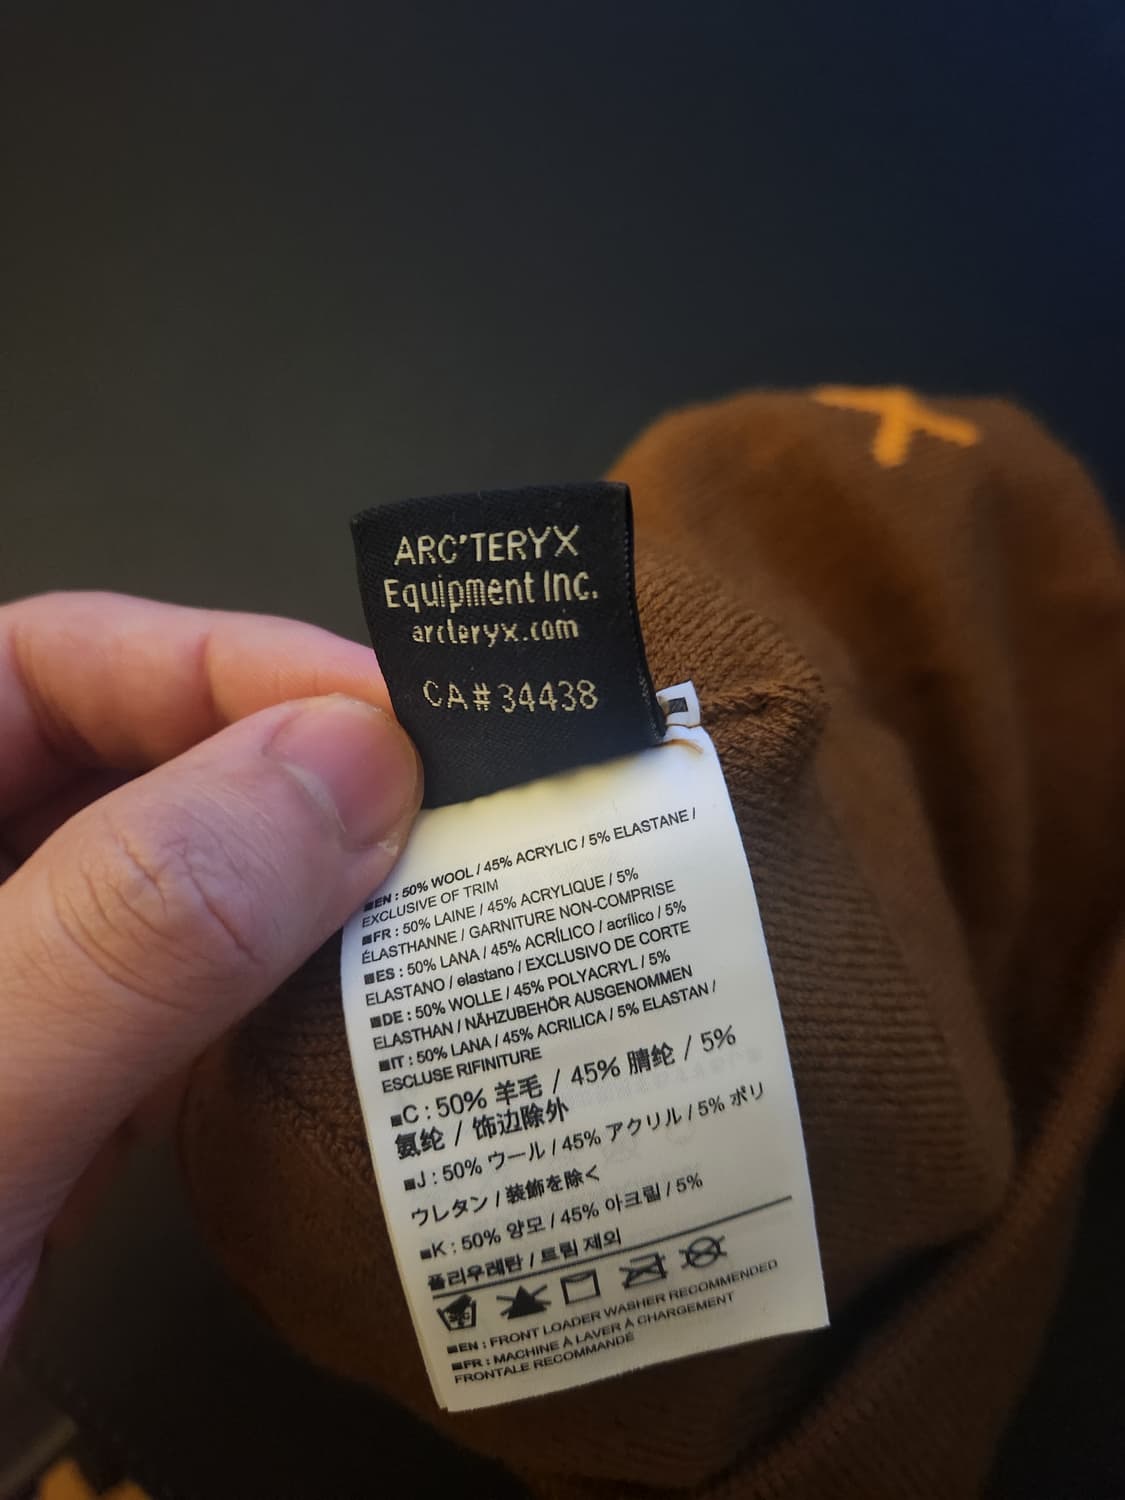 ARC'TERYX
Equipment Inc.
arcteryx.com
CA#34438
EN : 50% WOOL / 45% ACRYLIC / 5% ELASTANE /
EXCLUSIVE OF TRIM
FR : 50% LAINE / 45% ACRYLIQUE / 5%
ÉLASTHANNE / GARNITURE NON-COMPRISE
ES : 50% LANA / 45% ACRÍLICO / acrílico / 5%
ELASTANO / elastano / EXCLUSIVO DE CORTE
DE : 50% WOLLE / 45% POLYACRYL / 5%
ELASTHAN / NÄHZUBEHÖR AUSGENOMMEN
IT : 50% LANA / 45% ACRILICA / 5% ELASTAN /
ESCLUSE RIFINITURE
C : 50% 羊毛 / 45% 腈纶 / 5%
氨纶 / 饰边除外
J : 50% ウール / 45% アクリル / 5% ポリ
ウレタン / 装飾を除く
K : 50% 양모 / 45% 아크릴 / 5%
폴리우레탄 / 트림 제외
EN : FRONT LOADER WASHER RECOMMENDED
FR : MACHINE À LAVER À CHARGEMENT
FRONTALE RECOMMANDÉ